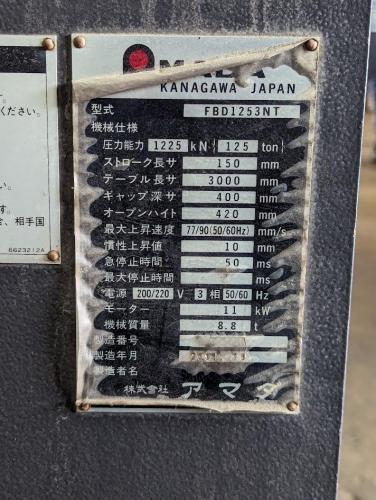 AMADA
KANAGAWA JAPAN
型式 FBD1253NT
機械仕様
圧力能力 1225 kN { 125 ton}
ストローク長サ 150 mm
テーブル長サ 3000 mm
ギャップ深サ 400 mm
オープンハイト 420 mm
最大上昇速度 77/90(50/60Hz) mm/s
慣性上昇値 10 mm
急停止時間 50 ms
最大停止時間 ms
電源 200/220 V 3 相 50/60 Hz
モーター 11 kW
機械質量 8.8 t
製造番号
製造年月
製造者名
株式会社 アマダ
す。
ください
い。
す。
合、相手国
6623212A